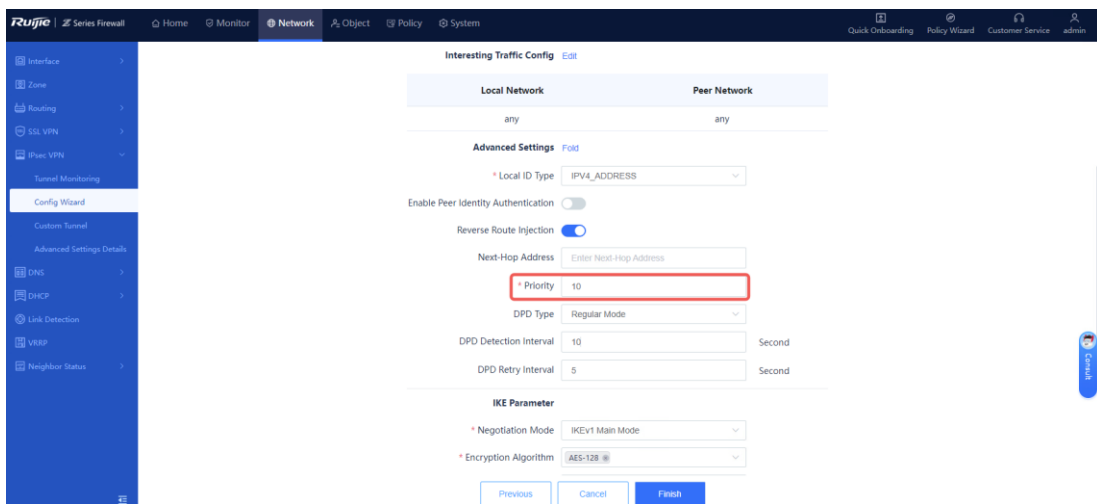 Ruijie | Z Series Firewall
Home
Monitor
Network
Object
Policy
System
Quick Onboarding
Policy Wizard
Customer Service
admin
Interface
Zone
Routing
SSL VPN
IPsec VPN
Tunnel Monitoring
Config Wizard
Custom Tunnel
Advanced Settings Details
DNS
DHCP
Link Detection
VRRP
Neighbor Status
Interesting Traffic Config Edit
Local Network Peer Network
any any
Advanced Settings Fold
* Local ID Type IPV4_ADDRESS
Enable Peer Identity Authentication
Reverse Route Injection
Next-Hop Address Enter Next-Hop Address
* Priority 10
DPD Type Regular Mode
DPD Detection Interval 10 Second
DPD Retry Interval 5 Second
IKE Parameter
* Negotiation Mode IKEv1 Main Mode
* Encryption Algorithm AES-128
Previous Cancel Finish
Consult